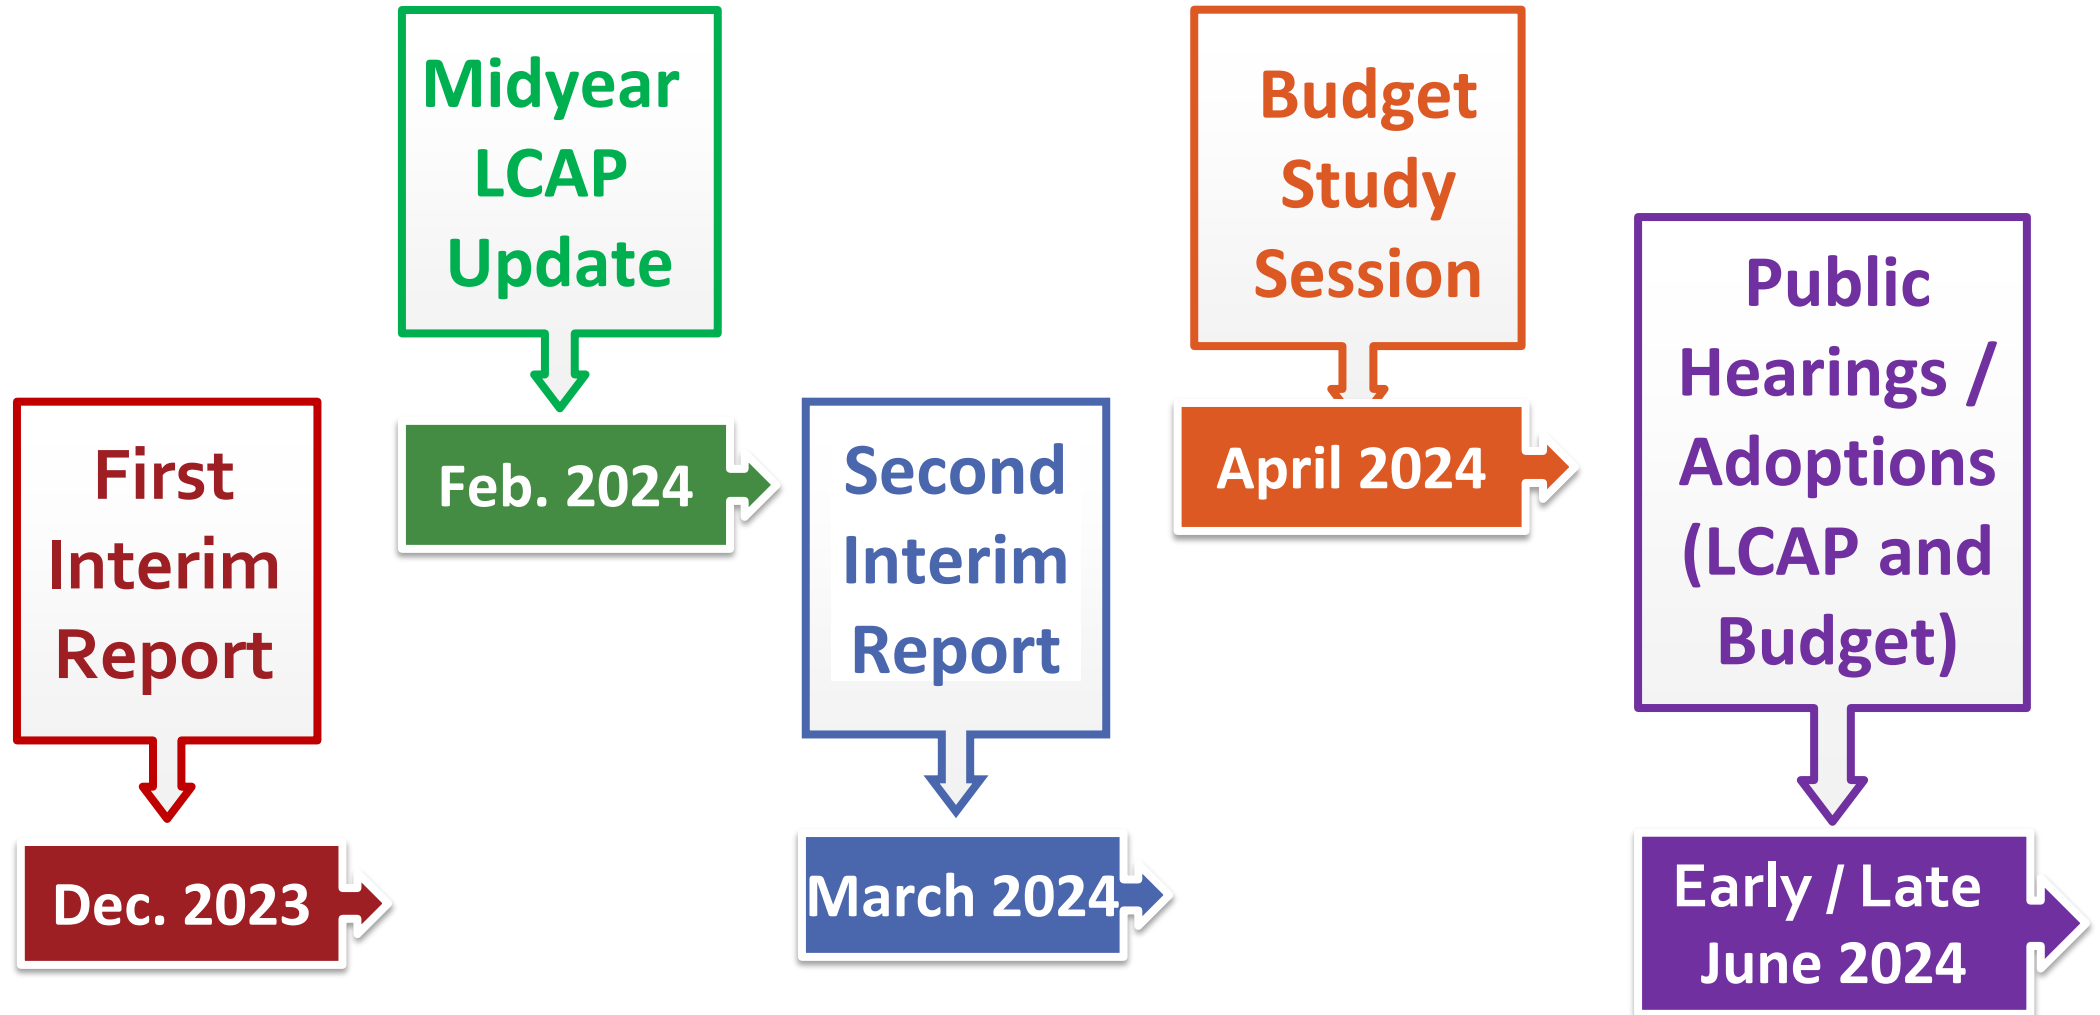 First
Interim
Report
Dec. 2023
Midyear
LCAP
Update
Feb. 2024
Second
Interim
Report
March 2024
Budget
Study
Session
April 2024
Public
Hearings /
Adoptions
(LCAP and
Budget)
Early / Late
June 2024